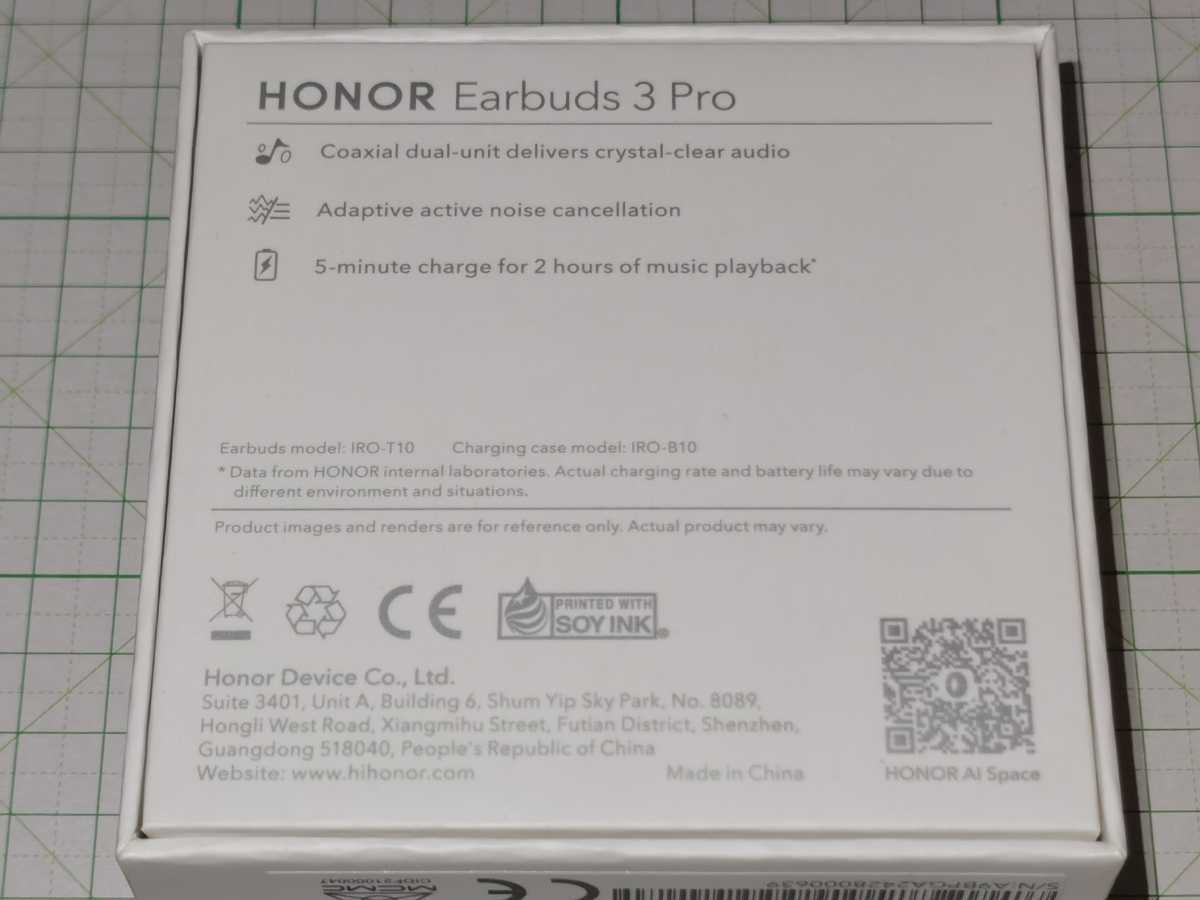 HONOR Earbuds 3 Pro
Coaxial dual-unit delivers crystal-clear audio
Adaptive active noise cancellation
5-minute charge for 2 hours of music playback*
Earbuds model: IRO-T10 Charging case model: IRO-B10
* Data from HONOR internal laboratories. Actual charging rate and battery life may vary due to
different environment and situations.
Product images and renders are for reference only. Actual product may vary.
CE
PRINTED WITH
SOY INK®
Honor Device Co., Ltd.
Suite 3401, Unit A, Building 6, Shum Yip Sky Park, No. 8089,
Hongli West Road, Xiangmihu Street, Futian District, Shenzhen,
Guangdong 518040, People's Republic of China
Website: www.hihonor.com Made in China
HONOR AI Space
MCMC
CIDF21000047
CE
S/N:A9BPGA2428000639